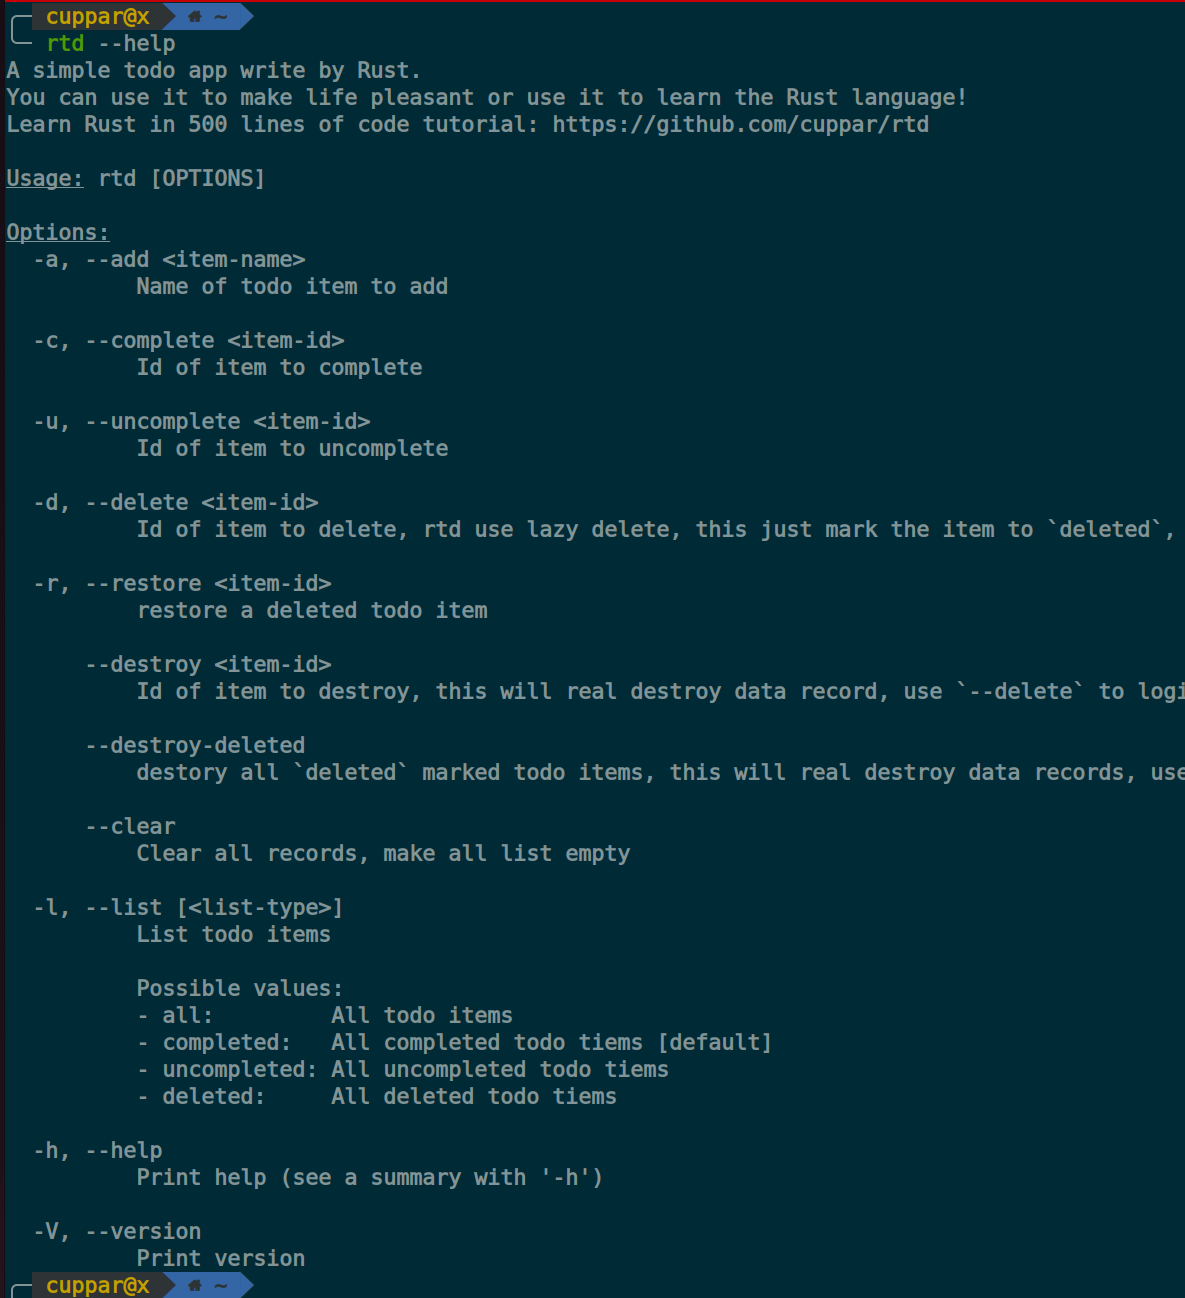 cuppar@x ~
rtd --help
A simple todo app write by Rust.
You can use it to make life pleasant or use it to learn the Rust language!
Learn Rust in 500 lines of code tutorial: https://github.com/cuppar/rtd
Usage: rtd [OPTIONS]
Options:
-a, --add <item-name>
Name of todo item to add
-c, --complete <item-id>
Id of item to complete
-u, --uncomplete <item-id>
Id of item to uncomplete
-d, --delete <item-id>
Id of item to delete, rtd use lazy delete, this just mark the item to `deleted`,
-r, --restore <item-id>
restore a deleted todo item
--destroy <item-id>
Id of item to destroy, this will real destroy data record, use `--delete` to logi
--destroy-deleted
destory all `deleted` marked todo items, this will real destroy data records, use
--clear
Clear all records, make all list empty
-l, --list [<list-type>]
List todo items
Possible values:
- all: All todo items
- completed: All completed todo tiems [default]
- uncompleted: All uncompleted todo tiems
- deleted: All deleted todo tiems
-h, --help
Print help (see a summary with '-h')
-V, --version
Print version
cuppar@x ~